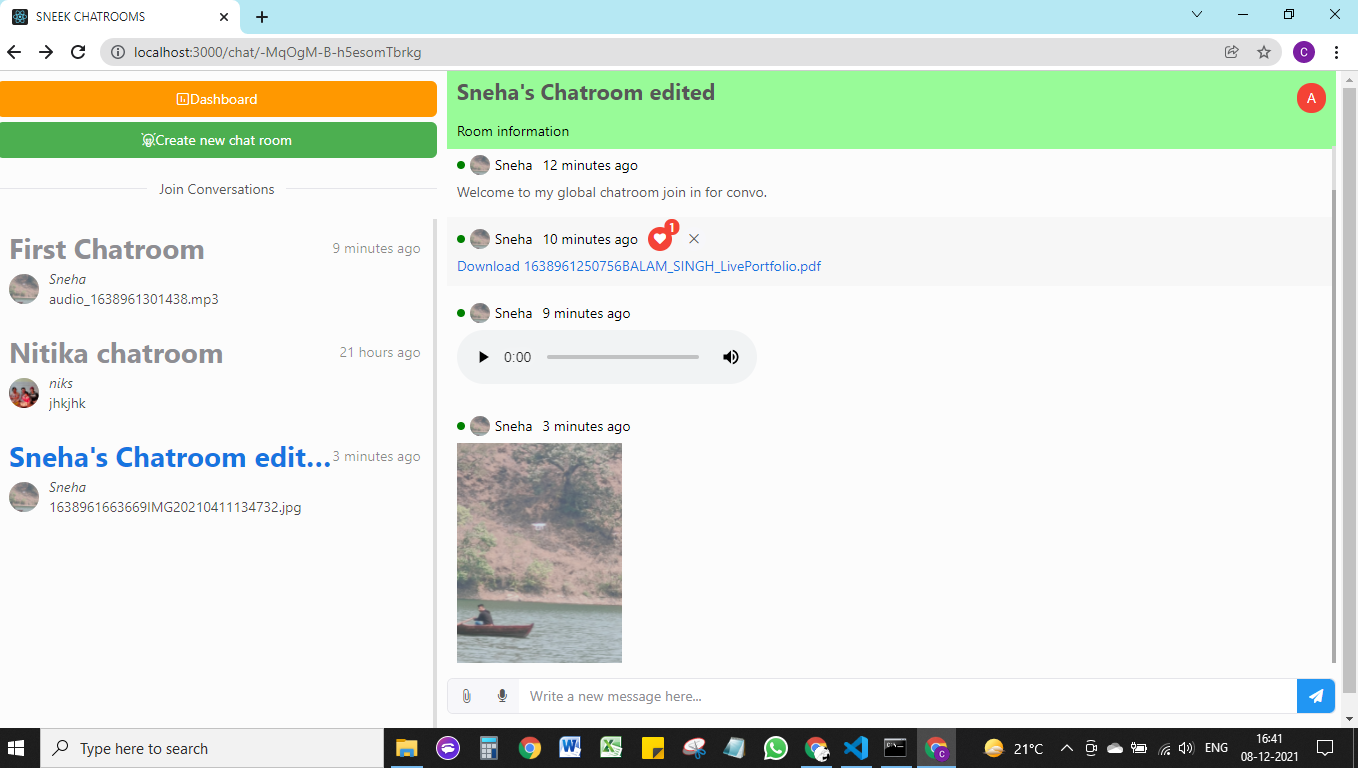 SNEEK CHATROOMS
localhost:3000/chat/-MqOgM-B-h5esomTbrkg
C
Dashboard
Create new chat room
Join Conversations
First Chatroom 9 minutes ago
Sneha
audio_1638961301438.mp3
Nitika chatroom 21 hours ago
niks
jhkjhk
Sneha's Chatroom edit... 3 minutes ago
Sneha
1638961663669IMG20210411134732.jpg
Sneha's Chatroom edited
A
Room information
Sneha 12 minutes ago
Welcome to my global chatroom join in for convo.
Sneha 10 minutes ago 1
Download 1638961250756BALAM_SINGH_LivePortfolio.pdf
Sneha 9 minutes ago
0:00
Sneha 3 minutes ago
Write a new message here...
Type here to search
21°C
ENG
16:41
08-12-2021